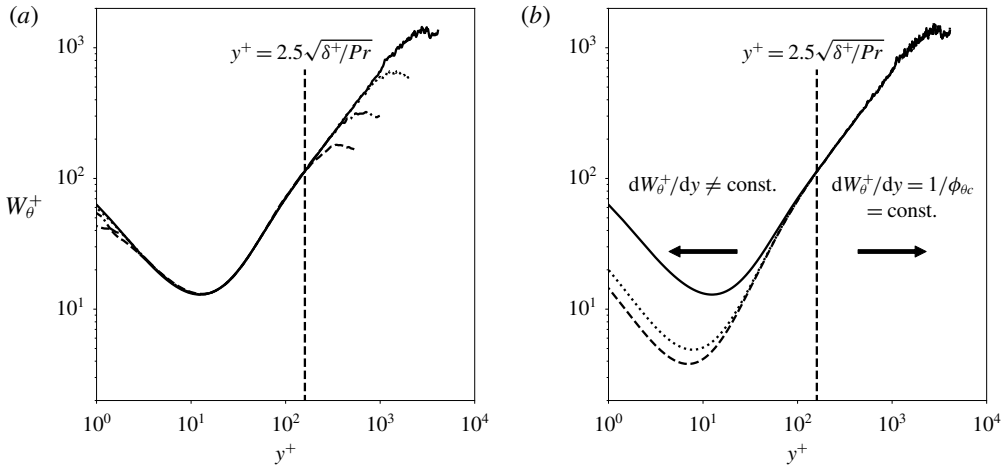 (a)
10³
10²
10¹
W_θ⁺
y⁺ = 2.5√δ⁺/Pr
10⁰ 10¹ 10² 10³ 10⁴
y⁺
(b)
10³
10²
10¹
y⁺ = 2.5√δ⁺/Pr
dW_θ⁺/dy ≠ const.
dW_θ⁺/dy = 1/ϕ_θc
= const.
10⁰ 10¹ 10² 10³ 10⁴
y⁺